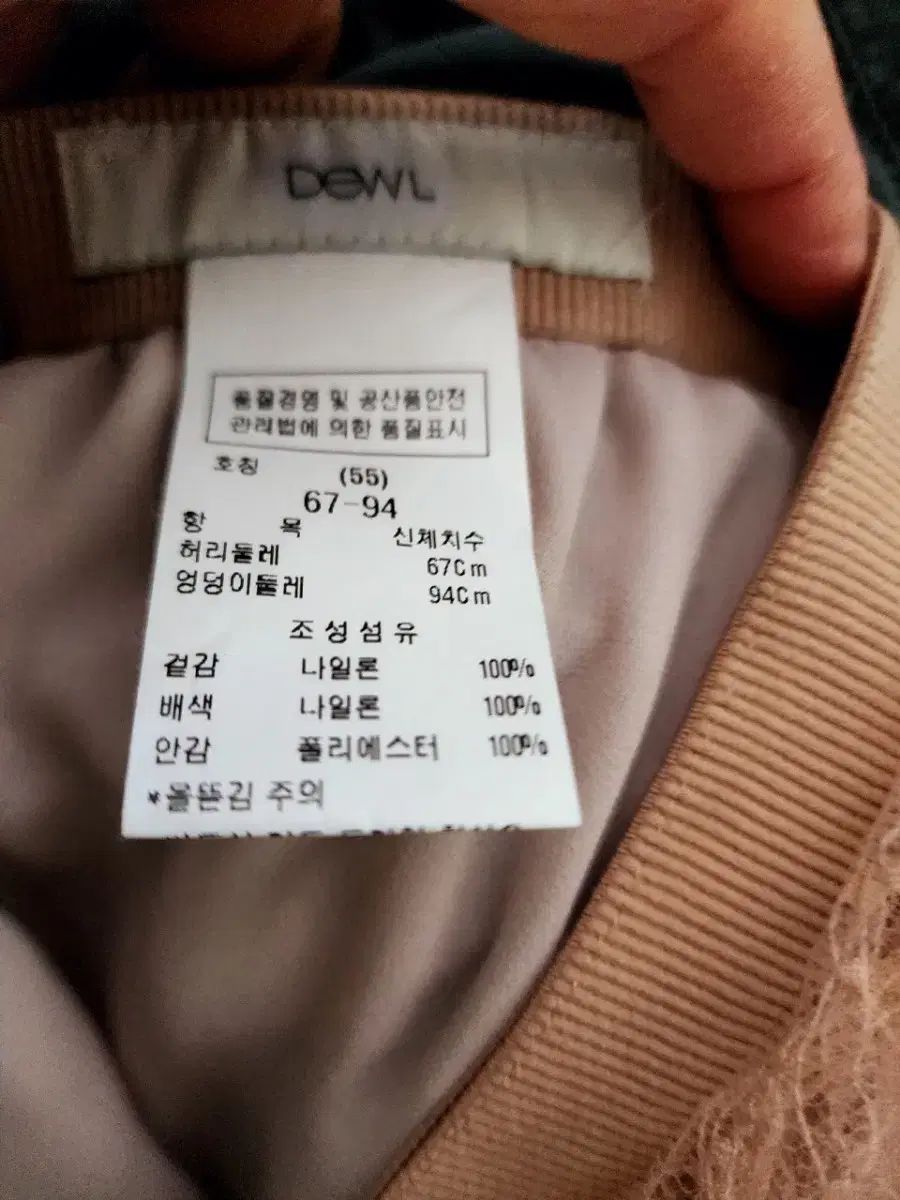 DEWL
품질경영 및 공산품안전
관리법에 의한 품질표시
호칭 (55)
67-94
항 목 신체치수
허리둘레 67Cm
엉덩이둘레 94Cm
조성섬유
겉감 나일론 100%
배색 나일론 100%
안감 폴리에스터 100%
*올뜯김 주의